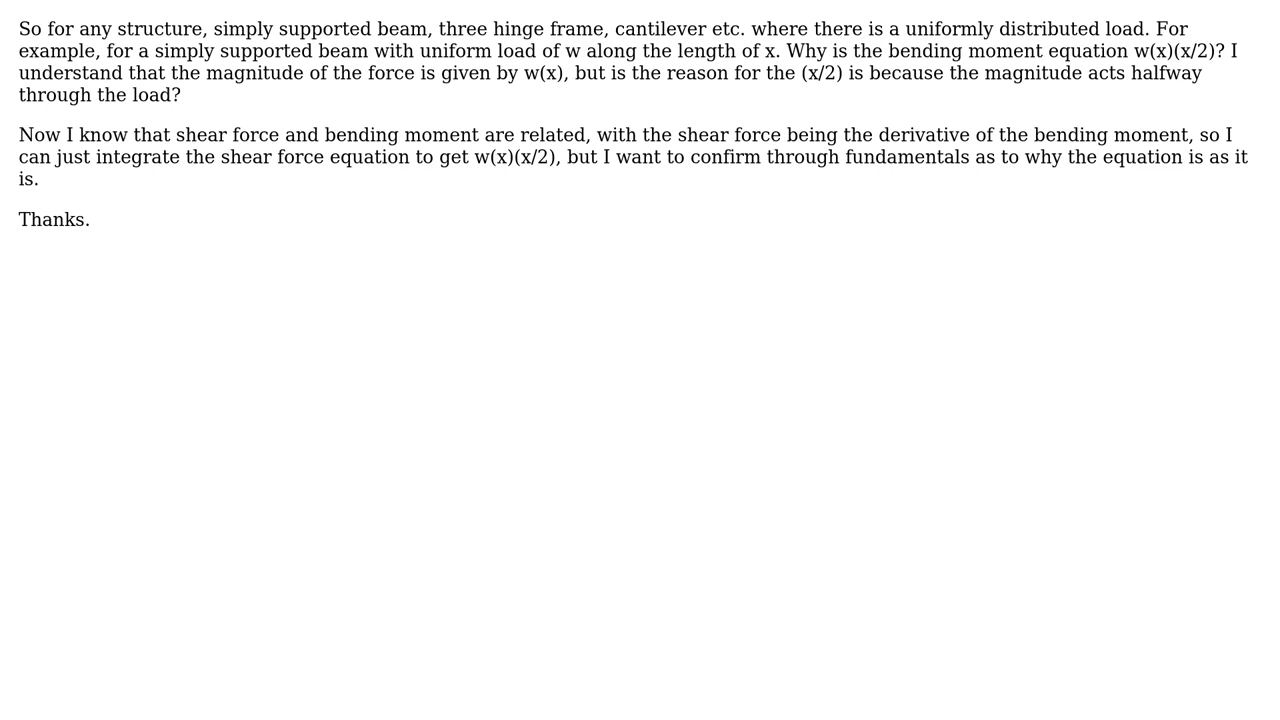 So for any structure, simply supported beam, three hinge frame, cantilever etc. where there is a uniformly distributed load. For
example, for a simply supported beam with uniform load of w along the length of x. Why is the bending moment equation w(x)(x/2)? I
understand that the magnitude of the force is given by w(x), but is the reason for the (x/2) is because the magnitude acts halfway
through the load?
Now I know that shear force and bending moment are related, with the shear force being the derivative of the bending moment, so I
can just integrate the shear force equation to get w(x)(x/2), but I want to confirm through fundamentals as to why the equation is as it
is.
Thanks.